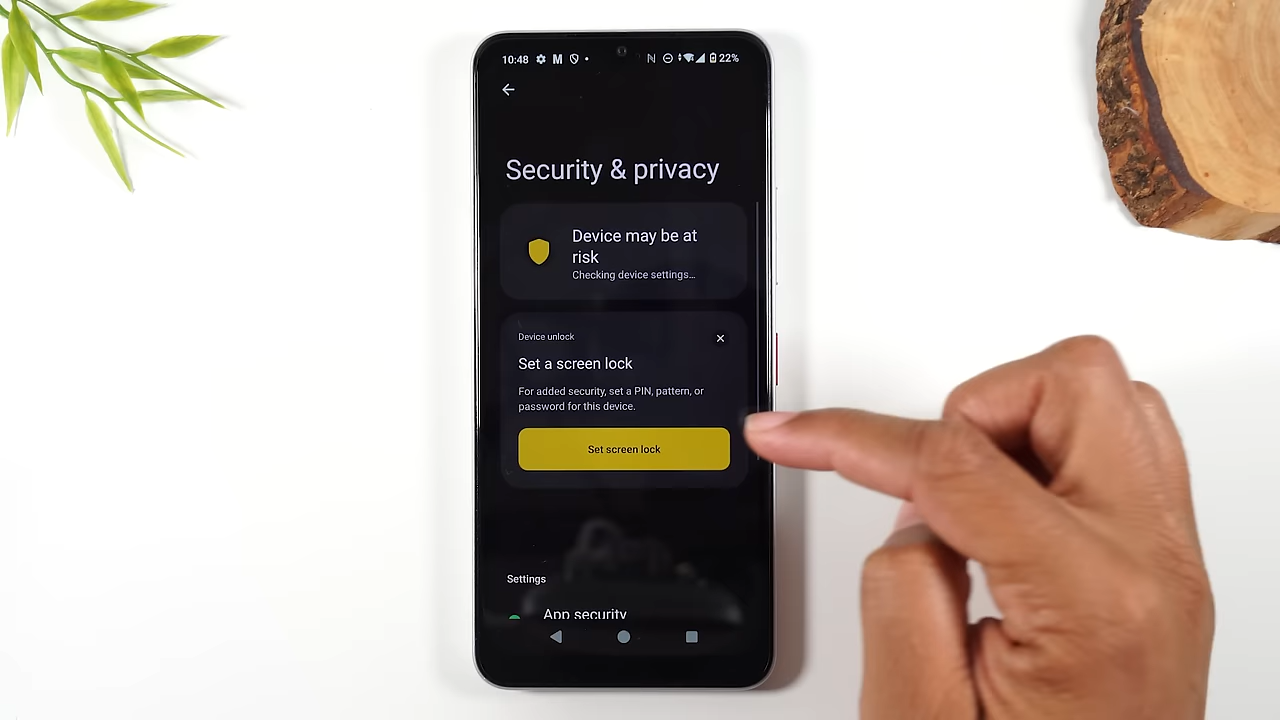 10:48 M 22%
Security & privacy
Device may be at
risk
Checking device settings...
Device unlock
Set a screen lock
For added security, set a PIN, pattern, or
password for this device.
Set screen lock
Settings
App security